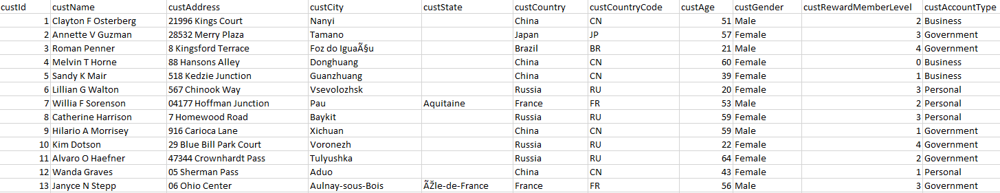 custId custName custAddress custCity custState custCountry custCountryCode custAge custGender custRewardMemberLevel custAccountType
1 Clayton F Osterberg 21996 Kings Court Nanyi China CN 51 Male 2 Business
2 Annette V Guzman 28532 Merry Plaza Tamano Japan JP 57 Female 3 Government
3 Roman Penner 8 Kingsford Terrace Foz do IguaÃ§u Brazil BR 21 Male 4 Government
4 Melvin T Horne 88 Hansons Alley Donghuang China CN 60 Female 0 Business
5 Sandy K Mair 518 Kedzie Junction Guanzhuang China CN 39 Female 1 Business
6 Lillian G Walton 567 Chinook Way Vsevolozhsk Russia RU 20 Female 3 Personal
7 Willia F Sorenson 04177 Hoffman Junction Pau Aquitaine France FR 53 Male 2 Personal
8 Catherine Harrison 7 Homewood Road Baykit Russia RU 59 Female 3 Personal
9 Hilario A Morrisey 916 Carioca Lane Xichuan China CN 59 Male 1 Government
10 Kim Dotson 29 Blue Bill Park Court Voronezh Russia RU 22 Female 4 Government
11 Alvaro O Haefner 47344 Crownhardt Pass Tulyushka Russia RU 64 Female 2 Government
12 Wanda Graves 05 Sherman Pass Aduo China CN 43 Female 1 Personal
13 Janyce N Stepp 06 Ohio Center Aulnay-sous-Bois ÃŽle-de-France France FR 56 Male 3 Government